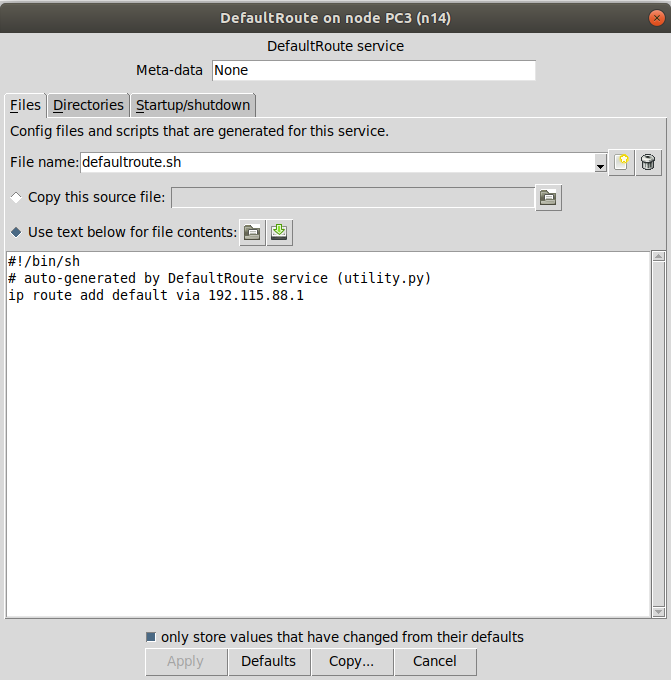 DefaultRoute on node PC3 (n14)
DefaultRoute service
Meta-data None
Files Directories Startup/shutdown
Config files and scripts that are generated for this service.
File name: defaultroute.sh
Copy this source file:
Use text below for file contents:
#!/bin/sh
# auto-generated by DefaultRoute service (utility.py)
ip route add default via 192.115.88.1
only store values that have changed from their defaults
Apply Defaults Copy... Cancel